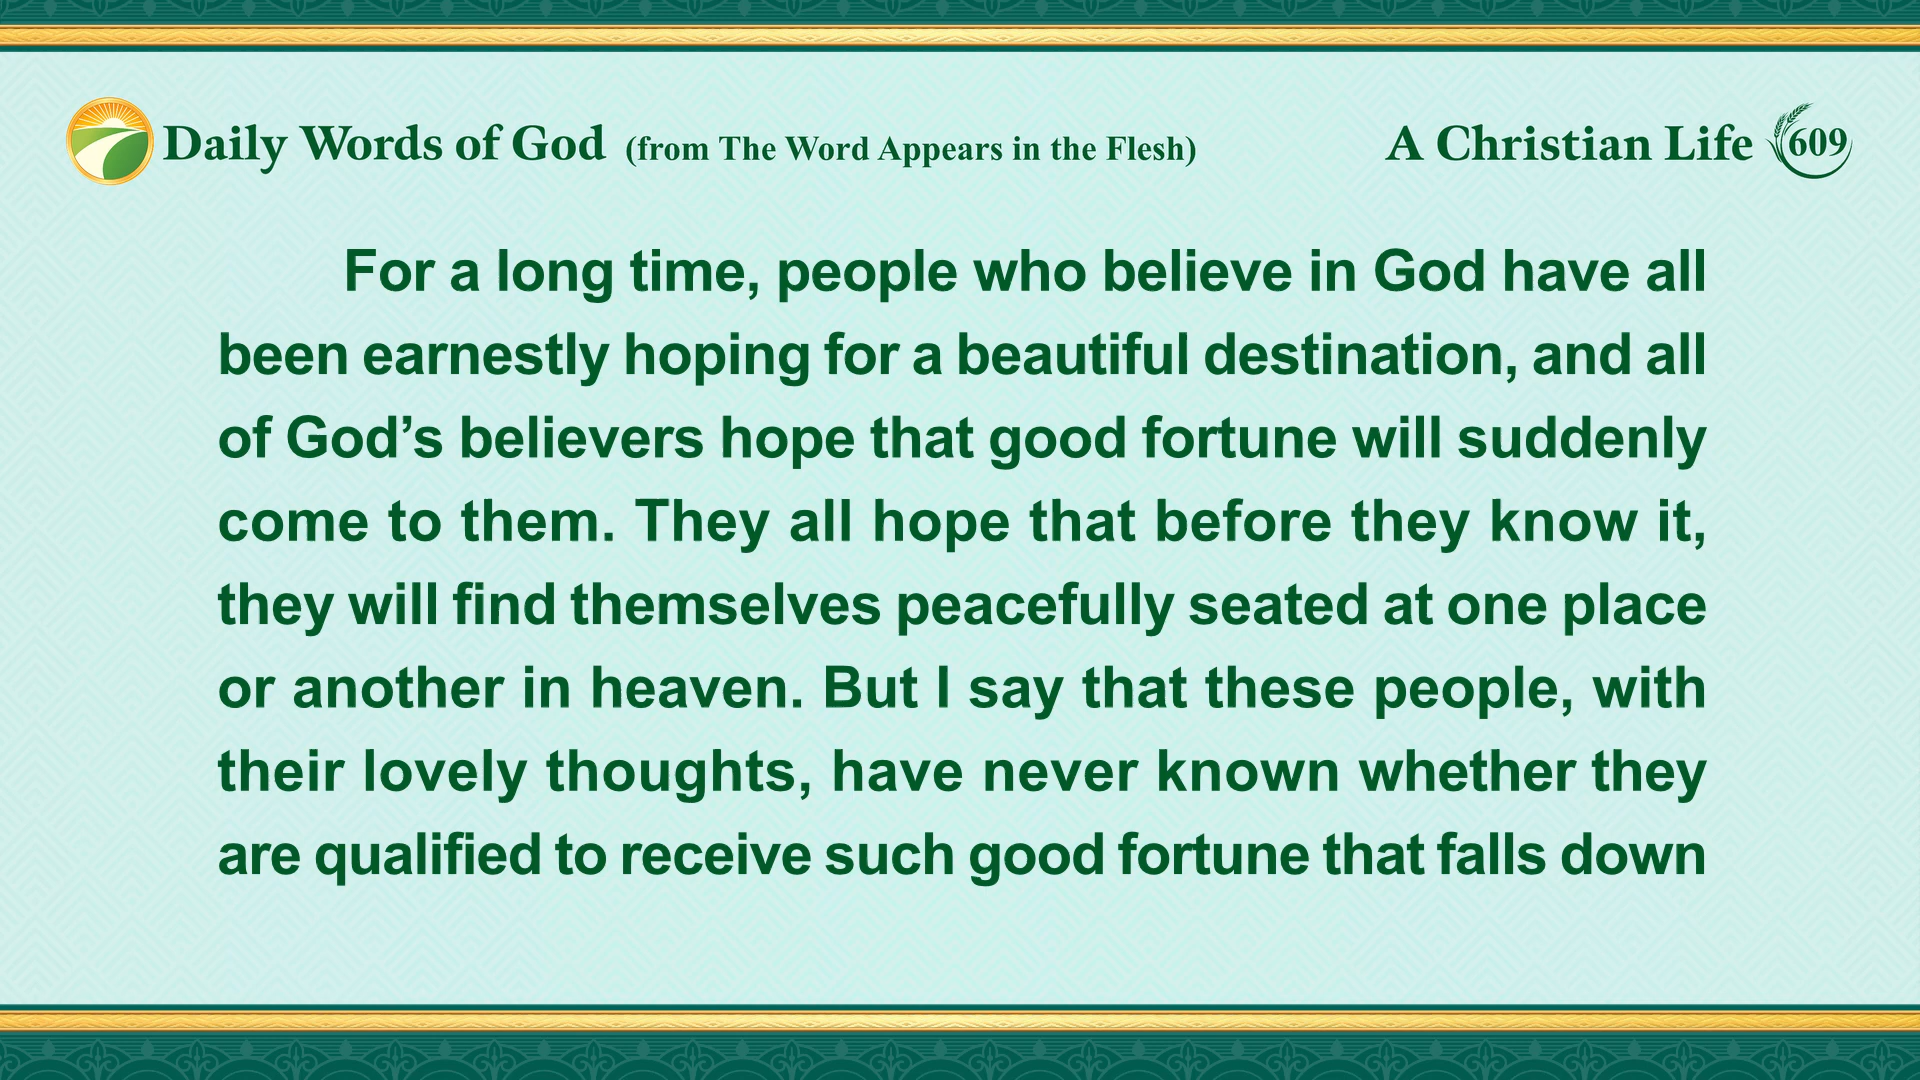 Daily Words of God (from The Word Appears in the Flesh) A Christian Life 609
For a long time, people who believe in God have all
been earnestly hoping for a beautiful destination, and all
of God’s believers hope that good fortune will suddenly
come to them. They all hope that before they know it,
they will find themselves peacefully seated at one place
or another in heaven. But I say that these people, with
their lovely thoughts, have never known whether they
are qualified to receive such good fortune that falls down